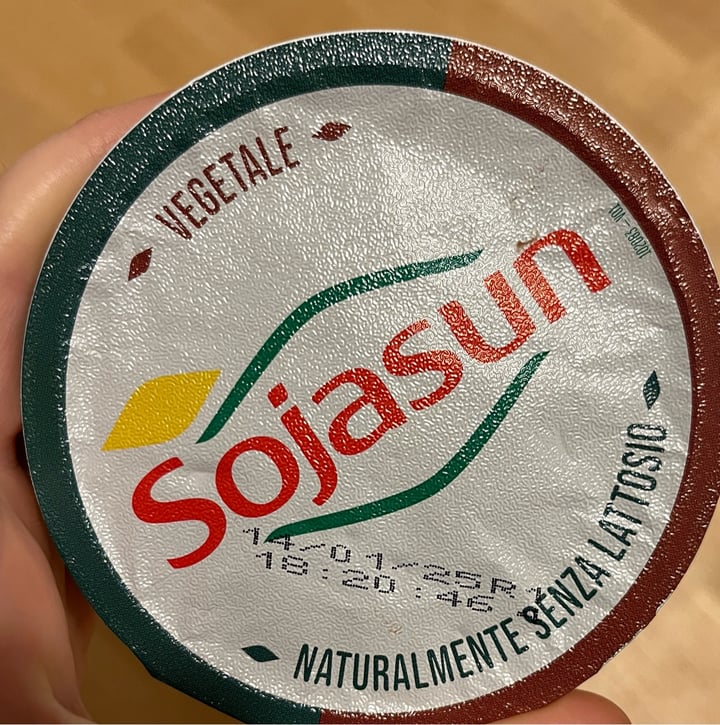 VEGETALE
Sojasun
14/01/25R
18:20:46
NATURALMENTE SENZA LATTOSIO